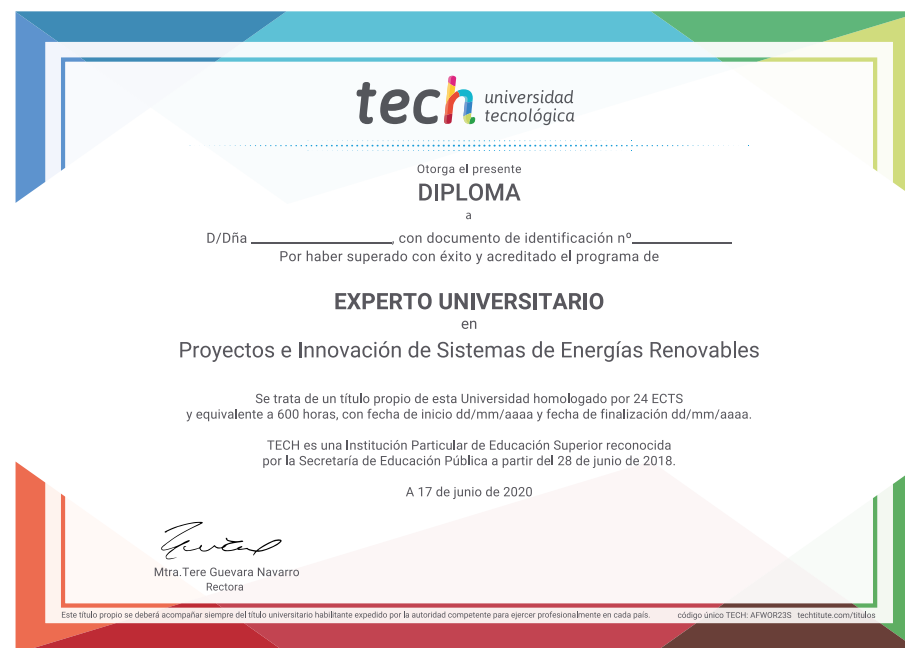 tech universidad
tecnológica
Otorga el presente
DIPLOMA
a
D/Dña ____________________, con documento de identificación nº______________
Por haber superado con éxito y acreditado el programa de
EXPERTO UNIVERSITARIO
en
Proyectos e Innovación de Sistemas de Energías Renovables
Se trata de un título propio de esta Universidad homologado por 24 ECTS
y equivalente a 600 horas, con fecha de inicio dd/mm/aaaa y fecha de finalización dd/mm/aaaa.
TECH es una Institución Particular de Educación Superior reconocida
por la Secretaría de Educación Pública a partir del 28 de junio de 2018.
A 17 de junio de 2020
Mtra.Tere Guevara Navarro
Rectora
Este título propio se deberá acompañar siempre del título universitario habilitante expedido por la autoridad competente para ejercer profesionalmente en cada país. código único TECH: AFWOR23S techtitute.com/titulos